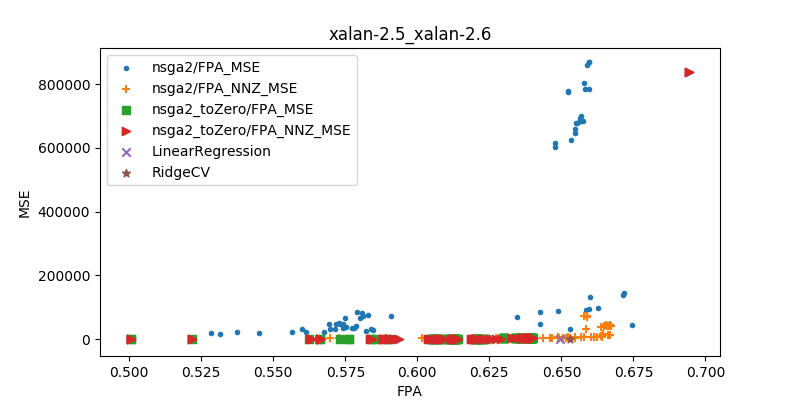 xalan-2.5_xalan-2.6
nsga2/FPA_MSE
nsga2/FPA_NNZ_MSE
nsga2_toZero/FPA_MSE
nsga2_toZero/FPA_NNZ_MSE
LinearRegression
RidgeCV
MSE
800000
600000
400000
200000
0
0.500 0.525 0.550 0.575 0.600 0.625 0.650 0.675 0.700
FPA